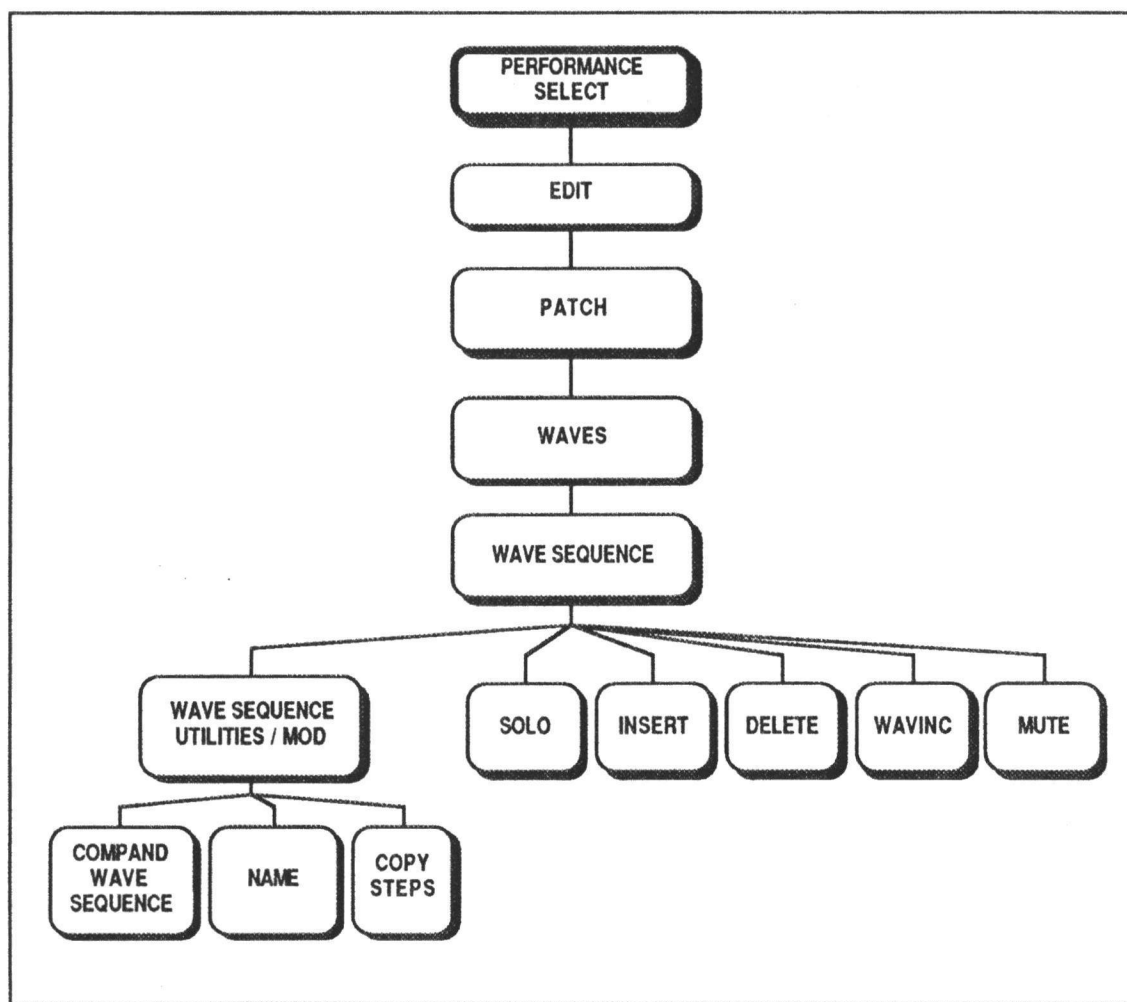 PERFORMANCE
SELECT
EDIT
PATCH
WAVES
WAVE SEQUENCE
WAVE SEQUENCE
UTILITIES / MOD
SOLO
INSERT
DELETE
WAVINC
MUTE
COMPAND
WAVE
SEQUENCE
NAME
COPY
STEPS